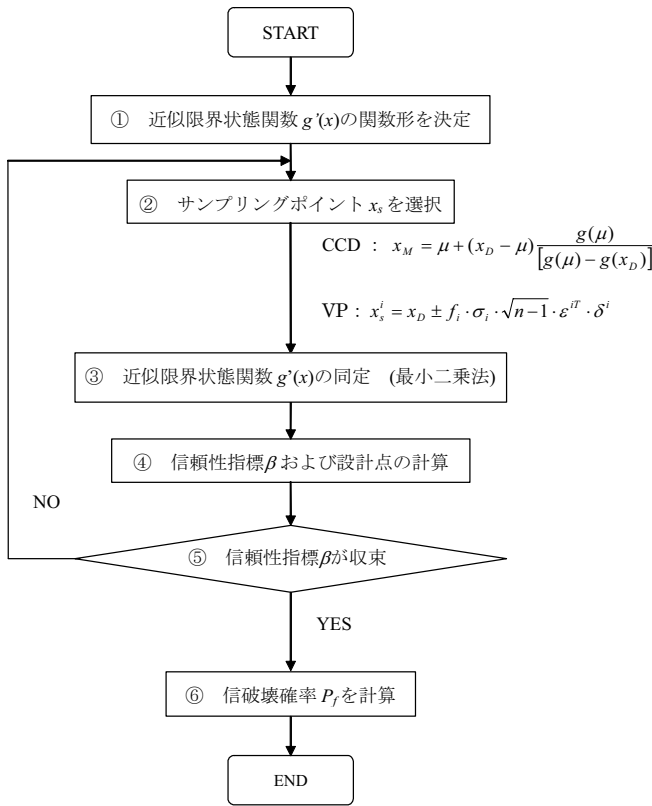 START
① 近似限界状態関数 g’(x)の関数形を決定
② サンプリングポイント x_s を選択
CCD : x_M = μ + (x_D − μ) g(μ) / [g(μ) − g(x_D)]
VP : x_s^i = x_D ± f_i · σ_i · √(n−1) · ε^{iT} · δ^i
③ 近似限界状態関数 g’(x)の同定 (最小二乗法)
④ 信頼性指標βおよび設計点の計算
NO
⑤ 信頼性指標βが収束
YES
⑥ 信破壊確率 P_f を計算
END